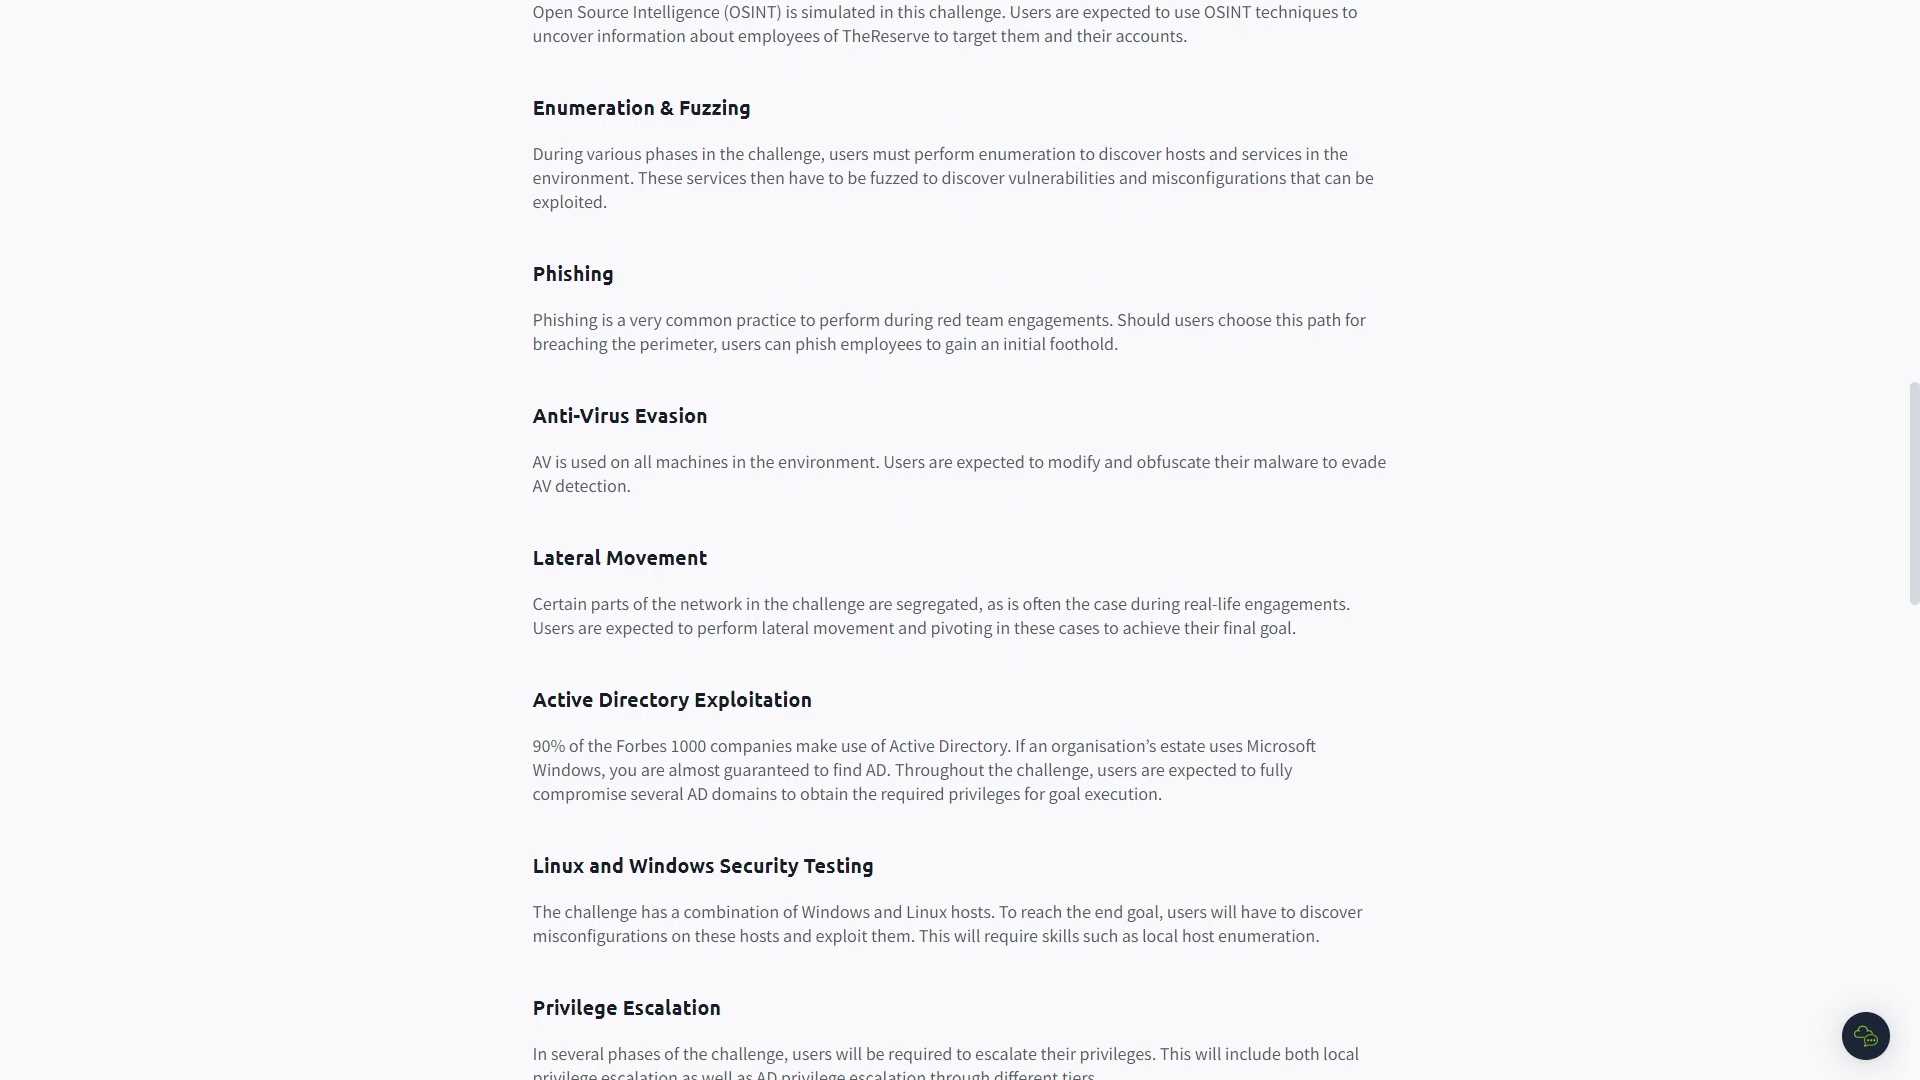 Open Source Intelligence (OSINT) is simulated in this challenge. Users are expected to use OSINT techniques to
uncover information about employees of TheReserve to target them and their accounts.
Enumeration & Fuzzing
During various phases in the challenge, users must perform enumeration to discover hosts and services in the
environment. These services then have to be fuzzed to discover vulnerabilities and misconfigurations that can be
exploited.
Phishing
Phishing is a very common practice to perform during red team engagements. Should users choose this path for
breaching the perimeter, users can phish employees to gain an initial foothold.
Anti-Virus Evasion
AV is used on all machines in the environment. Users are expected to modify and obfuscate their malware to evade
AV detection.
Lateral Movement
Certain parts of the network in the challenge are segregated, as is often the case during real-life engagements.
Users are expected to perform lateral movement and pivoting in these cases to achieve their final goal.
Active Directory Exploitation
90% of the Forbes 1000 companies make use of Active Directory. If an organisation’s estate uses Microsoft
Windows, you are almost guaranteed to find AD. Throughout the challenge, users are expected to fully
compromise several AD domains to obtain the required privileges for goal execution.
Linux and Windows Security Testing
The challenge has a combination of Windows and Linux hosts. To reach the end goal, users will have to discover
misconfigurations on these hosts and exploit them. This will require skills such as local host enumeration.
Privilege Escalation
In several phases of the challenge, users will be required to escalate their privileges. This will include both local
privilege escalation as well as AD privilege escalation through different tiers.